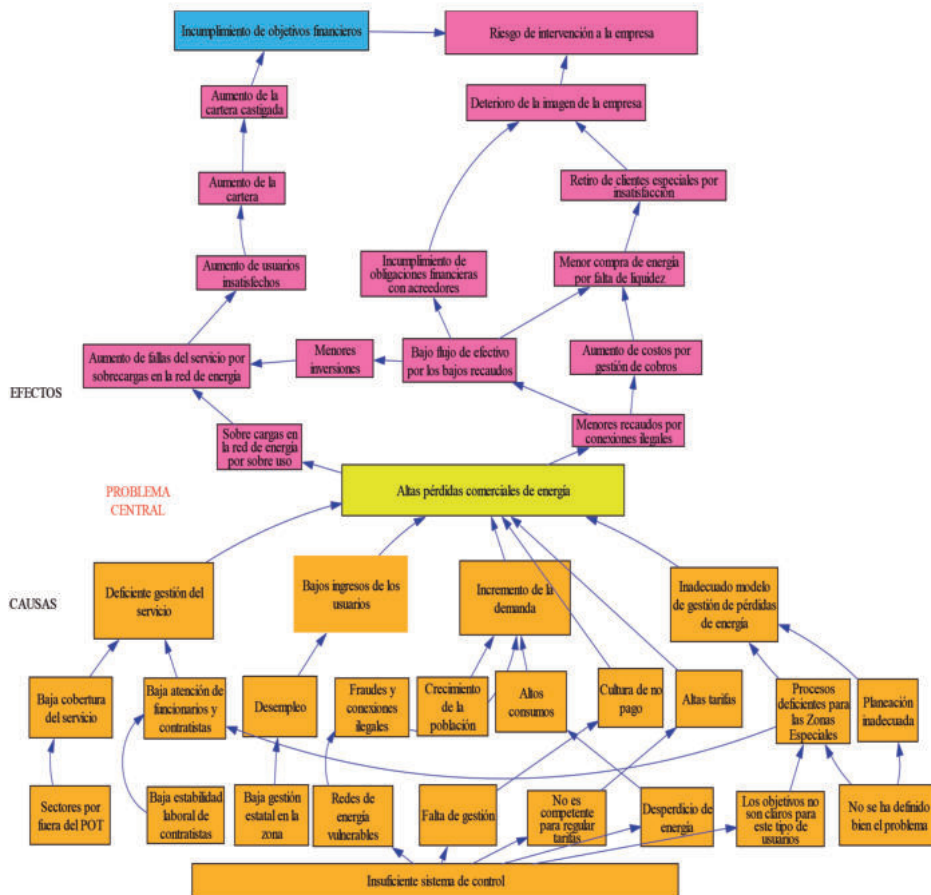 Incumplimiento de objetivos financieros
Riesgo de intervención a la empresa
Aumento de la
cartera castigada
Deterioro de la imagen de la empresa
Aumento de la
cartera
Retiro de clientes especiales por
insatisfacción
Aumento de usuarios
insatisfechos
Incumplimiento de
obligaciones financieras
con acreedores
Menor compra de energía
por falta de liquidez
Aumento de fallas del servicio por
sobrecargas en la red de energía
Menores
inversiones
Bajo flujo de efectivo
por los bajos recaudos
Aumento de costos por
gestión de cobros
EFECTOS
Sobre cargas en
la red de energía
por sobre uso
Menores recaudos por
conexiones ilegales
PROBLEMA
CENTRAL
Altas pérdidas comerciales de energía
CAUSAS
Deficiente gestión del
servicio
Bajos ingresos de los
usuarios
Incremento de la
demanda
Inadecuado modelo
de gestión de pérdidas
de energía
Baja cobertura
del servicio
Baja atención de
funcionarios y
contratistas
Desempleo
Fraudes y
conexiones ilegales
Crecimiento
de la
población
Altos
consumos
Cultura de no
pago
Altas tarifas
Procesos
deficientes para
las Zonas
Especiales
Planeación
inadecuada
Sectores por
fuera del POT
Baja estabilidad
laboral de
contratistas
Baja gestión
estatal en la zona
Redes de
energía
vulnerables
Falta de gestión
No es
competente
para regular
tarifas
Desperdicio de
energía
Los objetivos no
son claros para
este tipo de
usuarios
No se ha definido
bien el problema
Insuficiente sistema de control